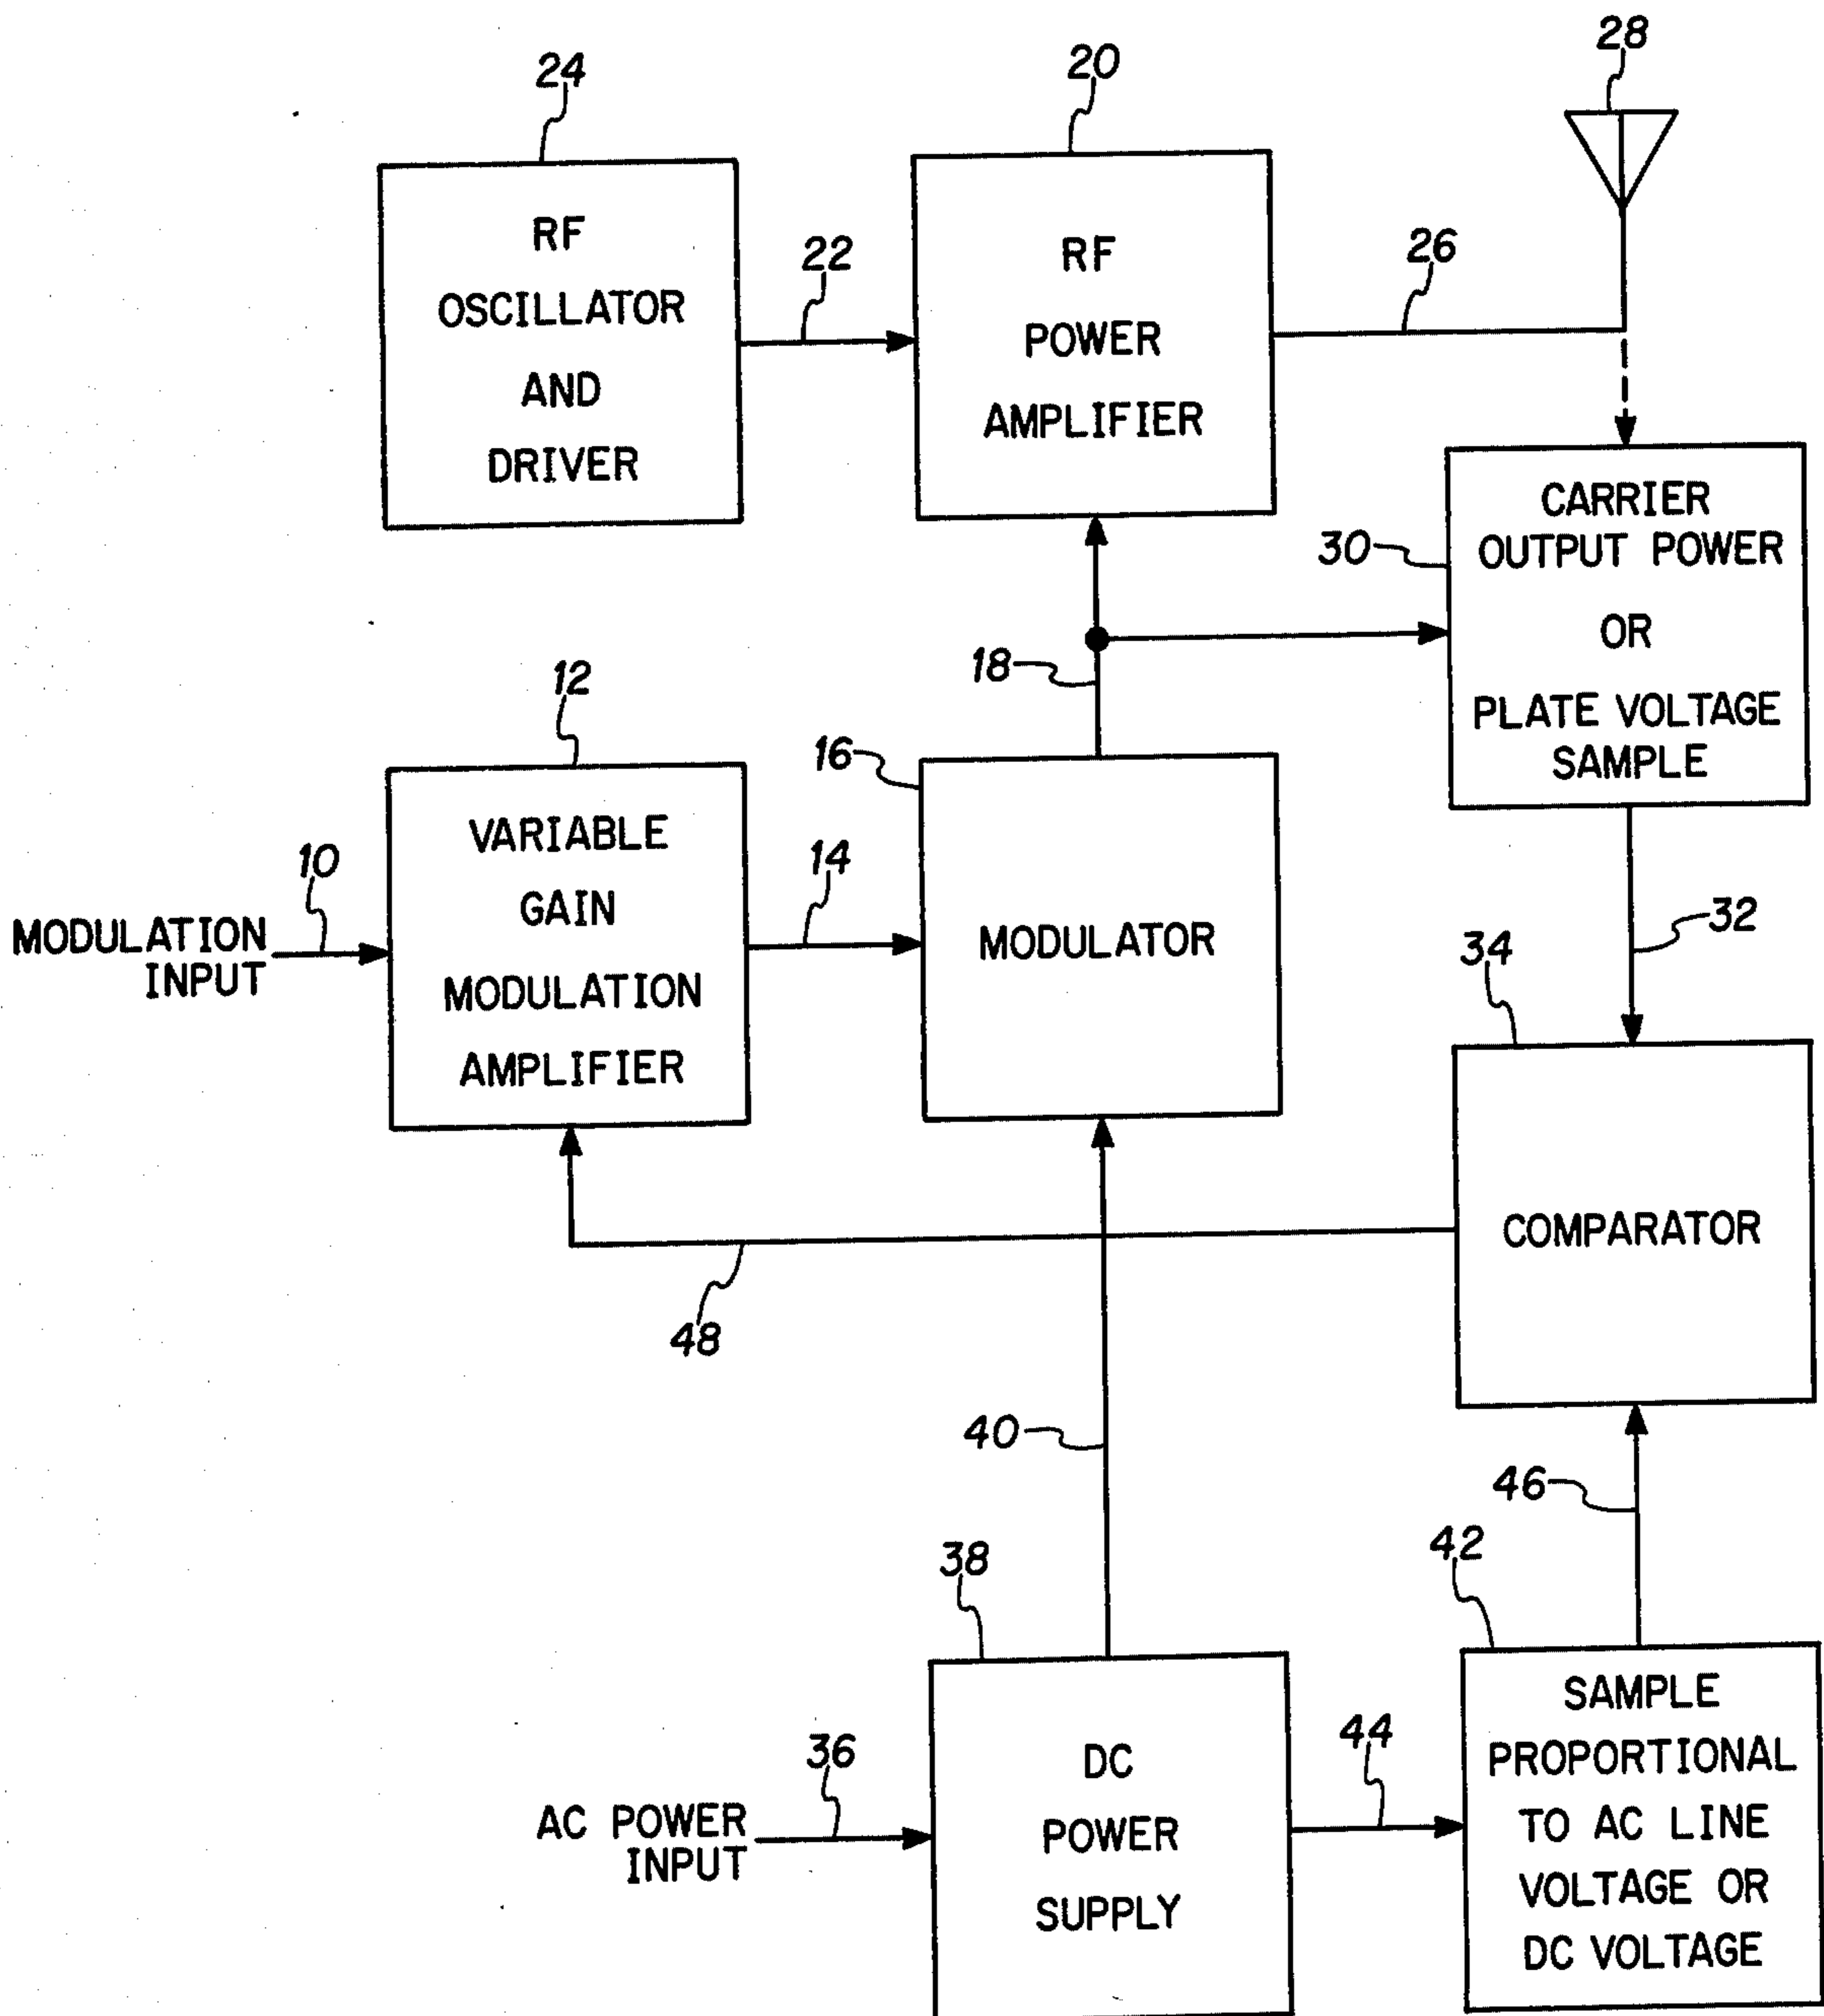 24
20
28
RF
OSCILLATOR
AND
DRIVER
22
RF
POWER
AMPLIFIER
26
30
CARRIER
OUTPUT POWER
OR
PLATE VOLTAGE
SAMPLE
18
12
16
10
MODULATION
INPUT
VARIABLE
GAIN
MODULATION
AMPLIFIER
14
MODULATOR
32
34
COMPARATOR
48
40
46
42
38
36
AC POWER
INPUT
DC
POWER
SUPPLY
44
SAMPLE
PROPORTIONAL
TO AC LINE
VOLTAGE OR
DC VOLTAGE